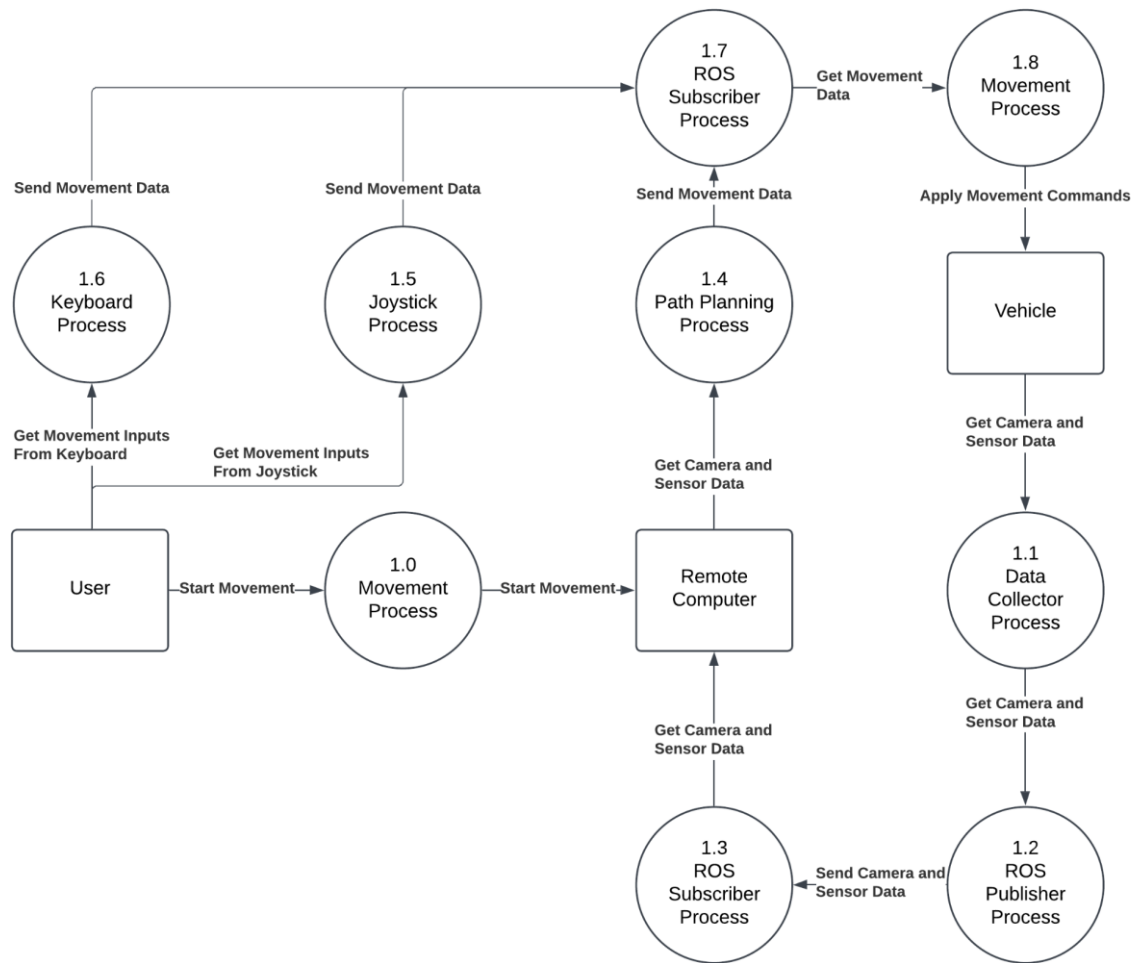 1.7
ROS
Subscriber
Process
Get Movement
Data
1.8
Movement
Process
Send Movement Data
Send Movement Data
Send Movement Data
Apply Movement Commands
1.6
Keyboard
Process
1.5
Joystick
Process
1.4
Path Planning
Process
Vehicle
Get Movement Inputs
From Keyboard
Get Movement Inputs
From Joystick
Get Camera and
Sensor Data
Get Camera and
Sensor Data
User
Start Movement
1.0
Movement
Process
Start Movement
Remote
Computer
1.1
Data
Collector
Process
Get Camera and
Sensor Data
Get Camera and
Sensor Data
1.3
ROS
Subscriber
Process
Send Camera and
Sensor Data
1.2
ROS
Publisher
Process